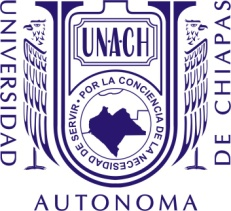 UNIVERSIDAD
UNACH
POR LA CONCIENCIA DE LA NECESIDAD DE SERVIR •
AUTONOMA
DE CHIAPAS